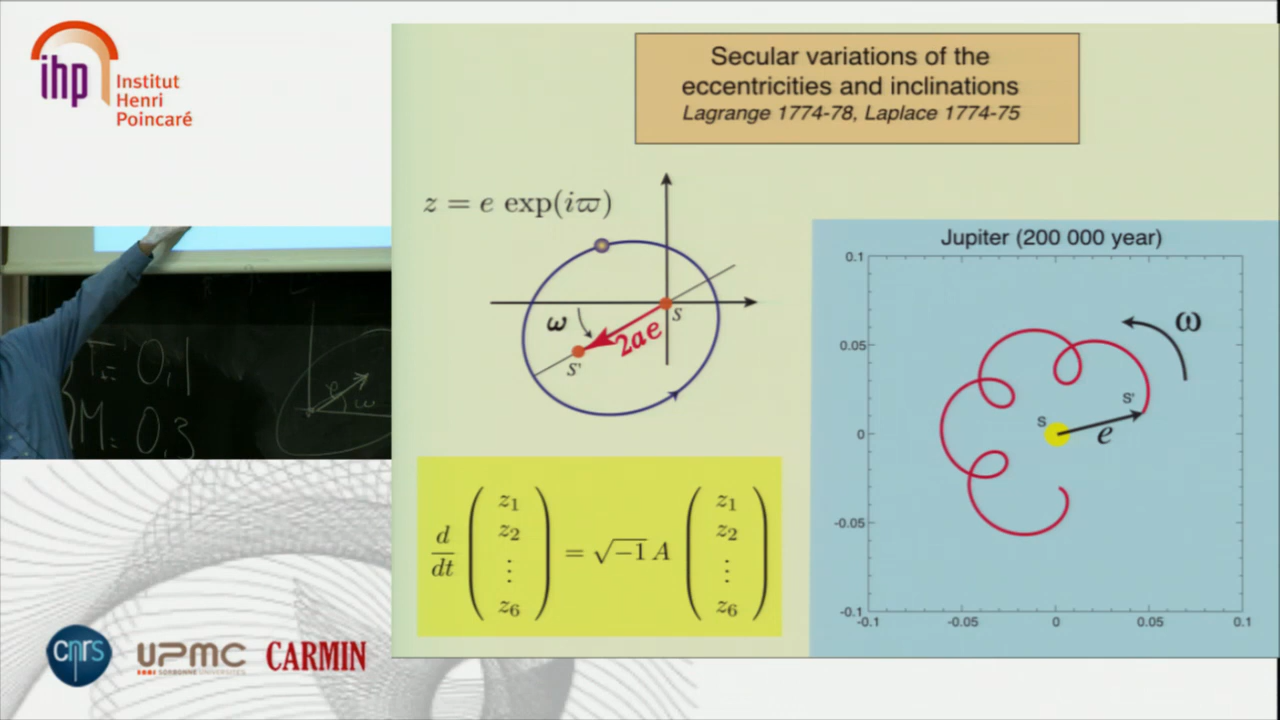 ihp Institut
Henri
Poincaré
Secular variations of the
eccentricities and inclinations
Lagrange 1774-78, Laplace 1774-75
z = e exp(iϖ)
ω
S
2ae
S'
d/dt ( z₁ z₂ ⋮ z₆ ) = √−1 A ( z₁ z₂ ⋮ z₆ )
Jupiter (200 000 year)
0.1
ω
0.05
S'
S
0
e
-0.05
-0.1
-0.1 -0.05 0 0.05 0.1
0,1
M = 0,3
e
ω
cnrs UPMC CARMIN
SORBONNE UNIVERSITÉS